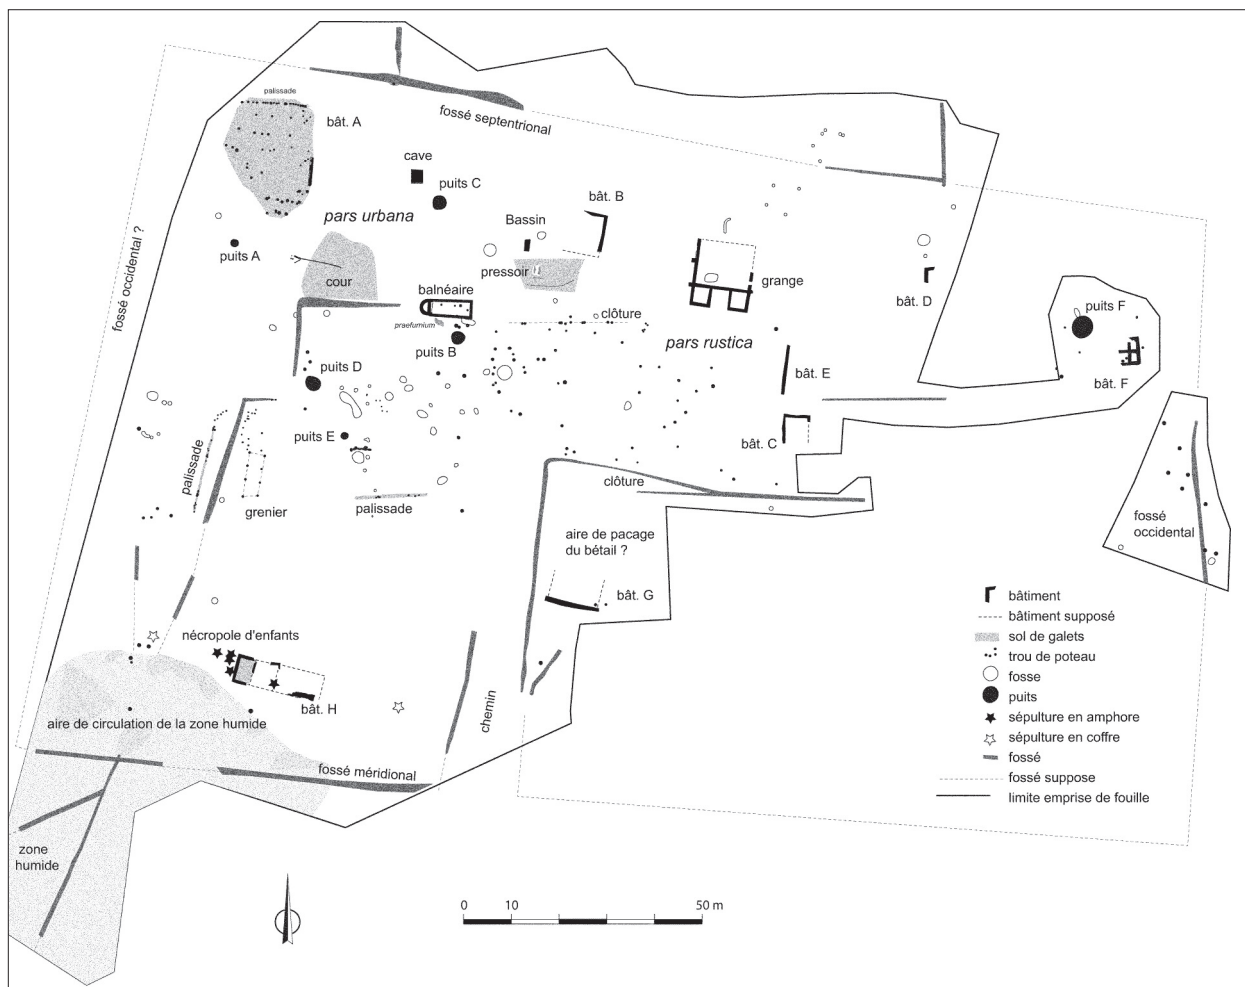 palissade
bât. A
fossé septentrional
cave
puits C
pars urbana
bât. B
Bassin
puits A
pressoir
cour
balnéaire
grange
bât. D
puits F
praefurnium
clôture
pars rustica
puits B
fossé occidental ?
bât. F
puits D
bât. E
puits E
bât. C
palissade
grenier
palissade
clôture
fossé
occidental
aire de pacage
du bétail ?
bât. G
nécropole d'enfants
bât. H
chemin
aire de circulation de la zone humide
fossé méridional
zone
humide
bâtiment
bâtiment supposé
sol de galets
trou de poteau
fosse
puits
sépulture en amphore
sépulture en coffre
fossé
fossé suppose
limite emprise de fouille
0 10 50 m